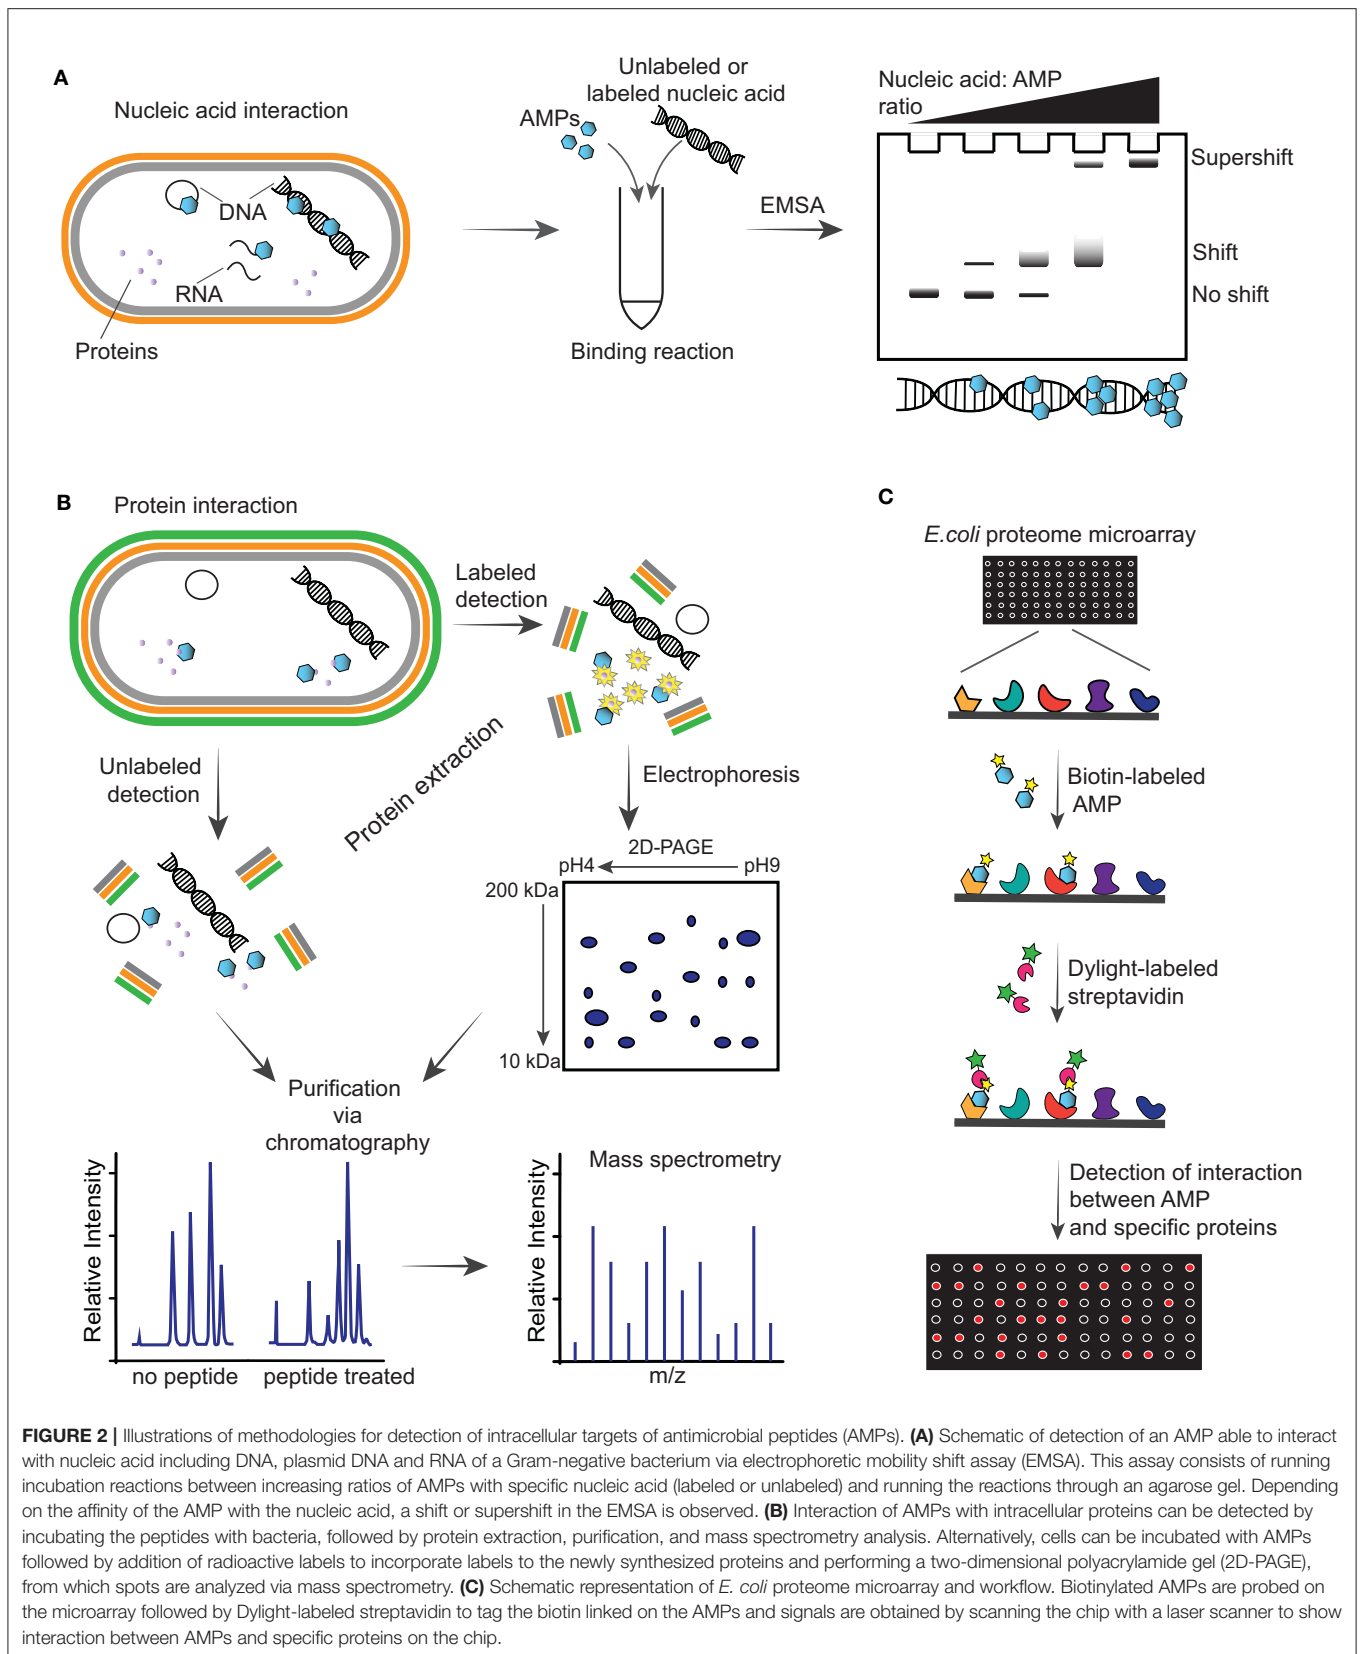 A
Nucleic acid interaction
DNA
RNA
Proteins
AMPs
Unlabeled or
labeled nucleic acid
Binding reaction
EMSA
Nucleic acid: AMP
ratio
Supershift
Shift
No shift
B
Protein interaction
Labeled
detection
Unlabeled
detection
Protein extraction
Electrophoresis
2D-PAGE
pH4
pH9
200 kDa
10 kDa
Purification
via
chromatography
Relative Intensity
no peptide
peptide treated
Mass spectrometry
Relative Intensity
m/z
C
E.coli proteome microarray
Biotin-labeled
AMP
Dylight-labeled
streptavidin
Detection of interaction
between AMP
and specific proteins
FIGURE 2 | Illustrations of methodologies for detection of intracellular targets of antimicrobial peptides (AMPs). (A) Schematic of detection of an AMP able to interact
with nucleic acid including DNA, plasmid DNA and RNA of a Gram-negative bacterium via electrophoretic mobility shift assay (EMSA). This assay consists of running
incubation reactions between increasing ratios of AMPs with specific nucleic acid (labeled or unlabeled) and running the reactions through an agarose gel. Depending
on the affinity of the AMP with the nucleic acid, a shift or supershift in the EMSA is observed. (B) Interaction of AMPs with intracellular proteins can be detected by
incubating the peptides with bacteria, followed by protein extraction, purification, and mass spectrometry analysis. Alternatively, cells can be incubated with AMPs
followed by addition of radioactive labels to incorporate labels to the newly synthesized proteins and performing a two-dimensional polyacrylamide gel (2D-PAGE),
from which spots are analyzed via mass spectrometry. (C) Schematic representation of E. coli proteome microarray and workflow. Biotinylated AMPs are probed on
the microarray followed by Dylight-labeled streptavidin to tag the biotin linked on the AMPs and signals are obtained by scanning the chip with a laser scanner to show
interaction between AMPs and specific proteins on the chip.